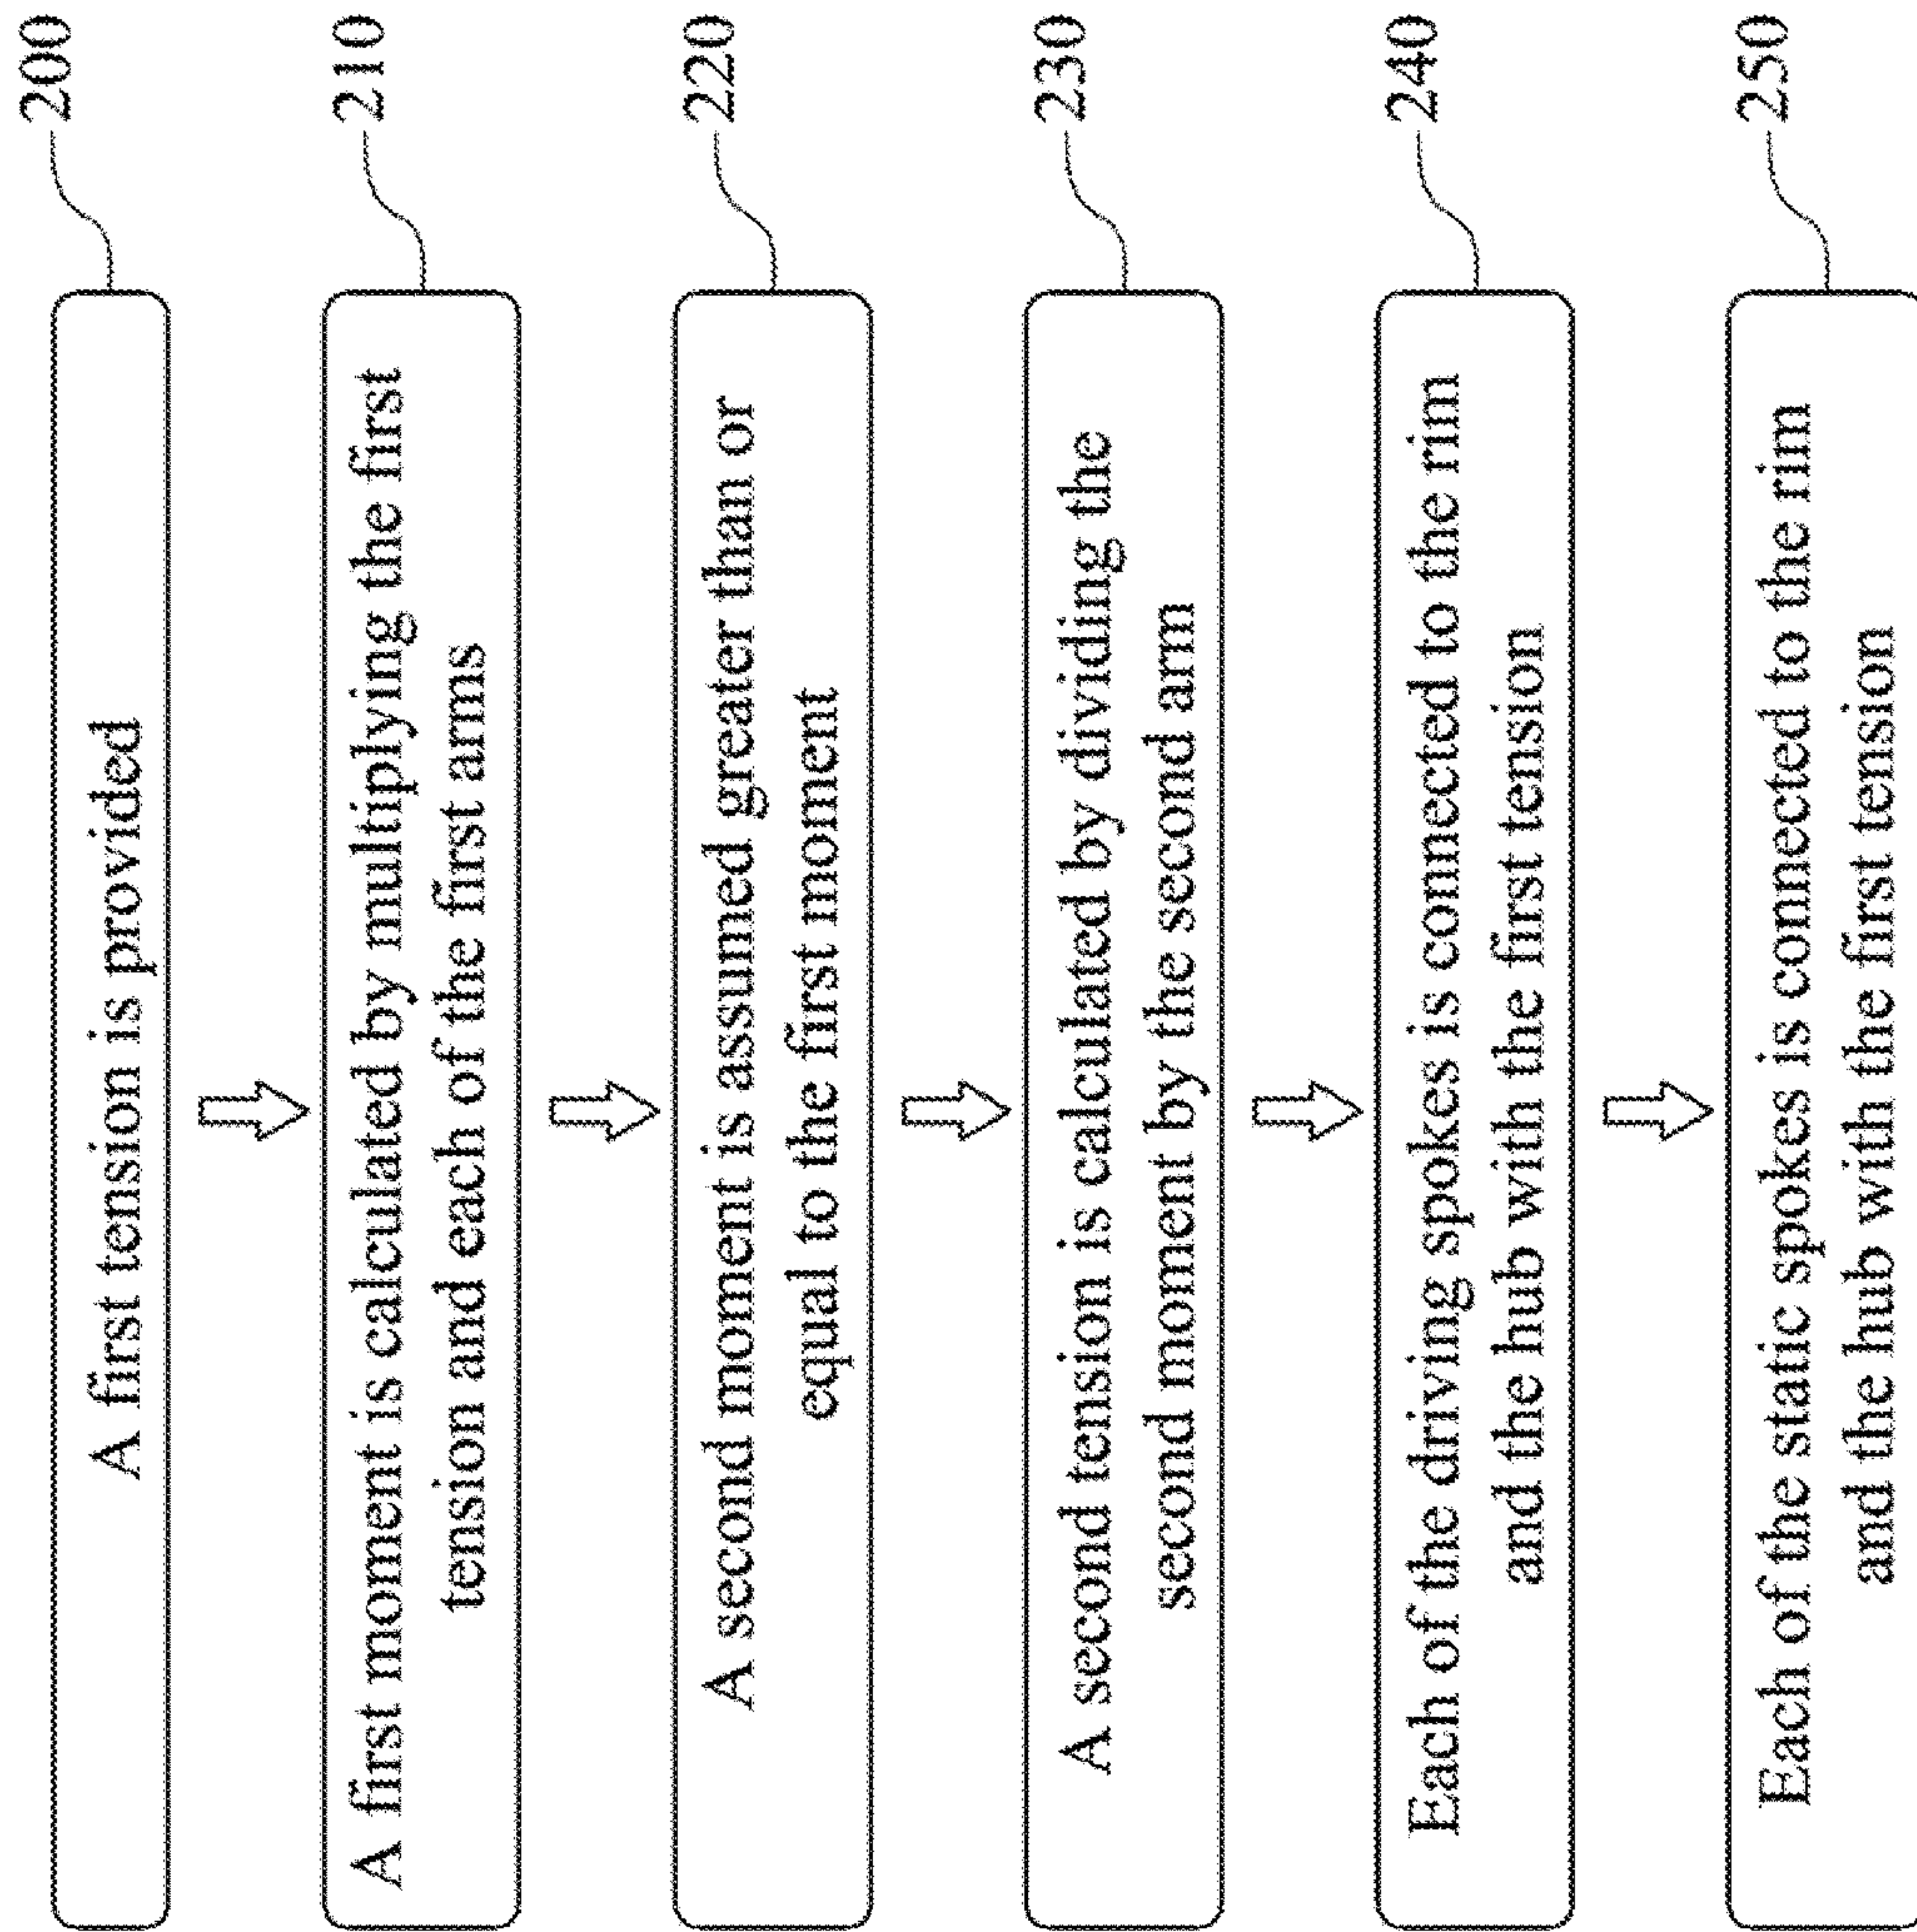 A first tension is provided
200
A first moment is calculated by multiplying the first
tension and each of the first arms
210
A second moment is assumed greater than or
equal to the first moment
220
A second tension is calculated by dividing the
second moment by the second arm
230
Each of the driving spokes is connected to the rim
and the hub with the first tension
240
Each of the static spokes is connected to the rim
and the hub with the first tension
250